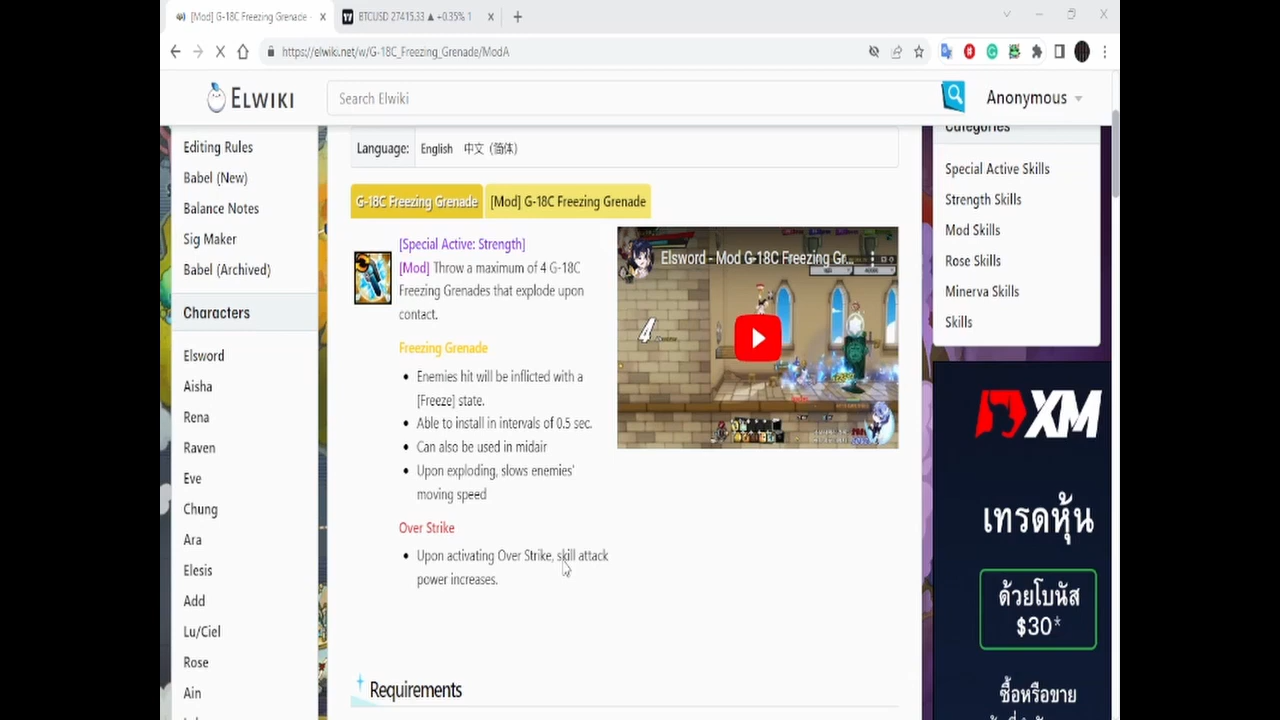 [Mod] G-18C Freezing Grenade -
BTCUSD 27415.33 ▲ +0.35% 1
https://elwiki.net/w/G-18C_Freezing_Grenade/ModA
ELWIKI
Search Elwiki
Anonymous
Editing Rules
Babel (New)
Balance Notes
Sig Maker
Babel (Archived)
Characters
Elsword
Aisha
Rena
Raven
Eve
Chung
Ara
Elesis
Add
Lu/Ciel
Rose
Ain
Language: English 中文（简体）
G-18C Freezing Grenade
[Mod] G-18C Freezing Grenade
[Special Active: Strength]
[Mod] Throw a maximum of 4 G-18C
Freezing Grenades that explode upon
contact.
Freezing Grenade
Enemies hit will be inflicted with a
[Freeze] state.
Able to install in intervals of 0.5 sec.
Can also be used in midair
Upon exploding, slows enemies'
moving speed
Over Strike
Upon activating Over Strike, skill attack
power increases.
Elsword - Mod G-18C Freezing Gr...
4
Requirements
Categories
Special Active Skills
Strength Skills
Mod Skills
Rose Skills
Minerva Skills
Skills
XM
เทรดหุ้น
ด้วยโบนัส
$30*
ซื้อหรือขาย